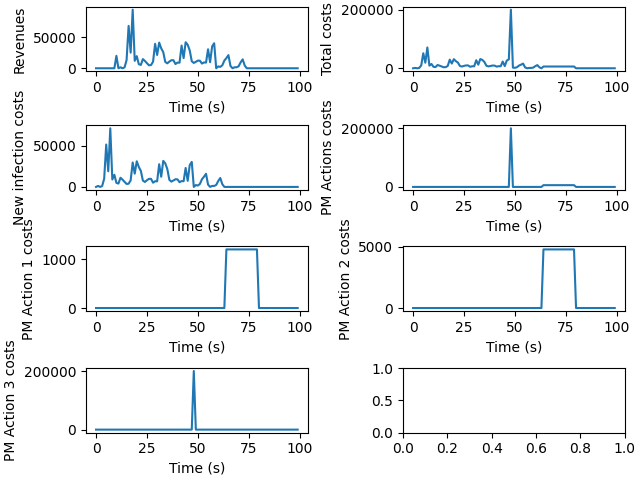 Revenues
50000
0
0 25 50 75 100
Time (s)
Total costs
200000
0
0 25 50 75 100
Time (s)
New infection costs
50000
0
0 25 50 75 100
Time (s)
PM Actions costs
200000
0
0 25 50 75 100
Time (s)
PM Action 1 costs
1000
0
0 25 50 75 100
Time (s)
PM Action 2 costs
5000
0
0 25 50 75 100
Time (s)
PM Action 3 costs
200000
0
0 25 50 75 100
Time (s)
1.0
0.5
0.0
0.0 0.2 0.4 0.6 0.8 1.0